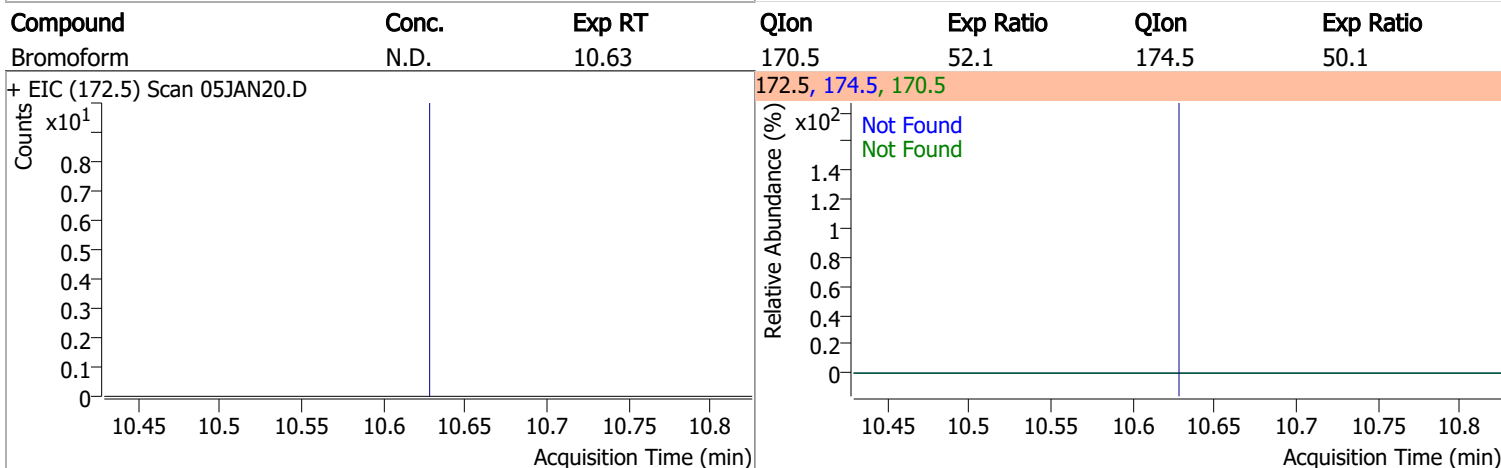 Compound Conc. Exp RT QIon Exp Ratio QIon Exp Ratio
Bromoform N.D. 10.63 170.5 52.1 174.5 50.1
+ EIC (172.5) Scan 05JAN20.D
Counts
x10¹
0.8
0.7
0.6
0.5
0.4
0.3
0.2
0.1
0
10.45 10.5 10.55 10.6 10.65 10.7 10.75 10.8
Acquisition Time (min)
172.5, 174.5, 170.5
Relative Abundance (%)
x10²
Not Found
Not Found
1.4
1.2
1
0.8
0.6
0.4
0.2
0
10.45 10.5 10.55 10.6 10.65 10.7 10.75 10.8
Acquisition Time (min)